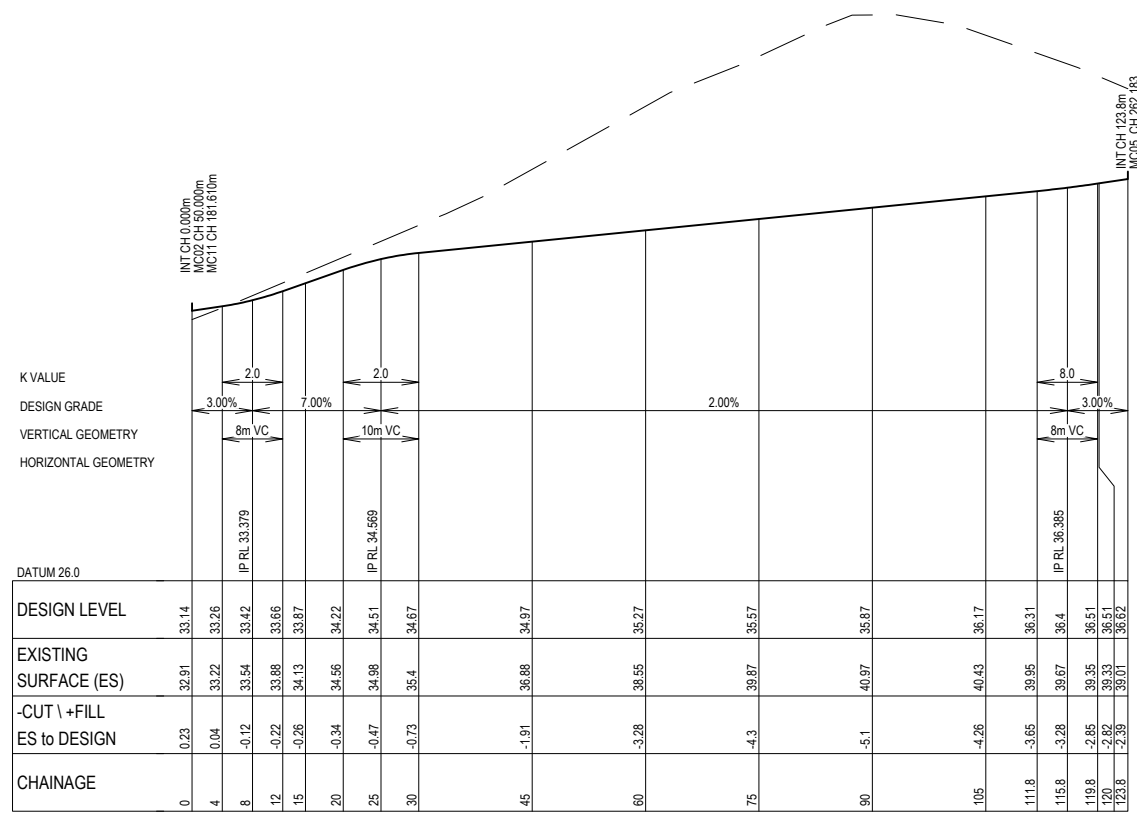 INT CH 0.000m
MC02 CH 50.000m
MC11 CH 181.610m
INT CH 123.8m
MC05 CH 262.183
K VALUE
2.0 2.0 8.0
DESIGN GRADE
3.00% 7.00% 2.00% 3.00%
VERTICAL GEOMETRY
8m VC 10m VC 8m VC
HORIZONTAL GEOMETRY
IP RL 33.379 IP RL 34.569 IP RL 36.385
DATUM 26.0
DESIGN LEVEL
33.14 33.26 33.42 33.66 33.87 34.22 34.51 34.67 34.97 35.27 35.57 35.87 36.17 36.31 36.4 36.51 36.51 36.62
EXISTING
SURFACE (ES)
32.91 33.22 33.54 33.88 34.13 34.56 34.98 35.4 36.88 38.55 39.87 40.97 40.43 39.95 39.67 39.35 39.33 39.01
-CUT \ +FILL
ES to DESIGN
0.23 0.04 -0.12 -0.22 -0.26 -0.34 -0.47 -0.73 -1.91 -3.28 -4.3 -5.1 -4.26 -3.65 -3.28 -2.85 -2.82 -2.39
CHAINAGE
0 4 8 12 15 20 25 30 45 60 75 90 105 111.8 115.8 119.8 120 123.8